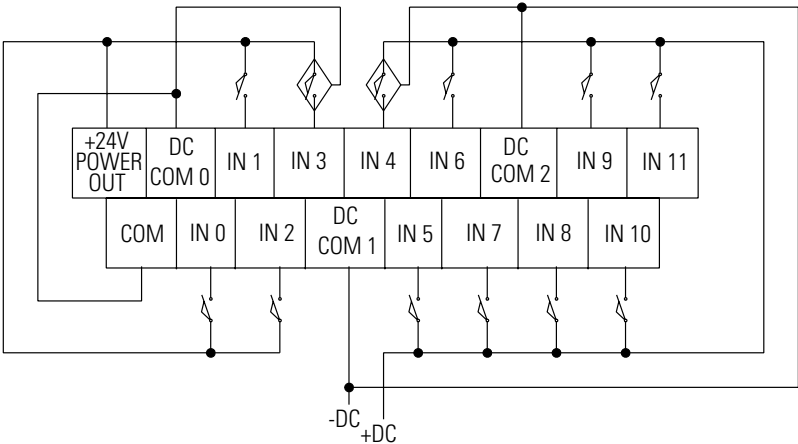 +24V
POWER
OUT
DC
COM 0
IN 1
IN 3
IN 4
IN 6
DC
COM 2
IN 9
IN 11
COM
IN 0
IN 2
DC
COM 1
IN 5
IN 7
IN 8
IN 10
-DC
+DC